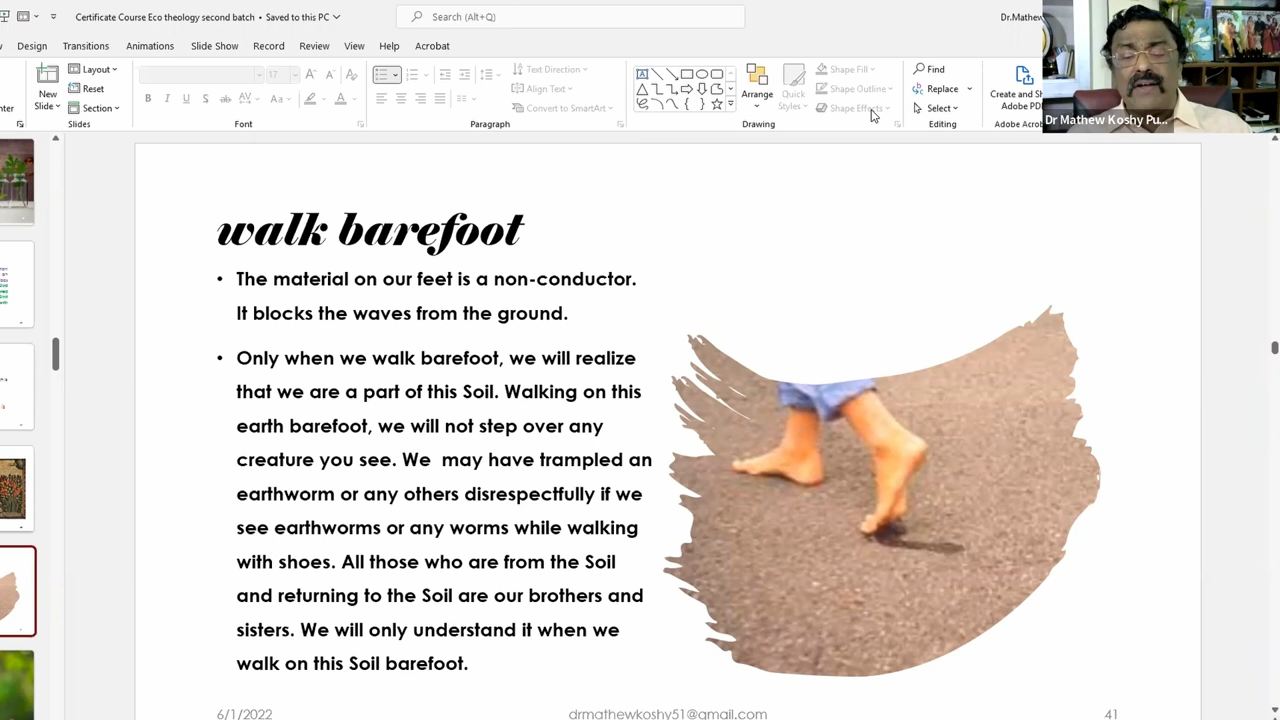 Certificate Course Eco theology second batch • Saved to this PC
Search (Alt+Q)
Dr.Mathew
Design Transitions Animations Slide Show Record Review View Help Acrobat
New Slide
Layout
Reset
Section
Slides
17
Font
Paragraph
Text Direction
Align Text
Convert to SmartArt
Arrange
Quick Styles
Shape Fill
Shape Outline
Shape Effects
Drawing
Find
Replace
Select
Editing
Create and Sh
Adobe PDF
Adobe Acro
Dr Mathew Koshy Pu...
walk barefoot
• The material on our feet is a non-conductor.
It blocks the waves from the ground.
• Only when we walk barefoot, we will realize
that we are a part of this Soil. Walking on this
earth barefoot, we will not step over any
creature you see. We may have trampled an
earthworm or any others disrespectfully if we
see earthworms or any worms while walking
with shoes. All those who are from the Soil
and returning to the Soil are our brothers and
sisters. We will only understand it when we
walk on this Soil barefoot.
6/1/2022
drmathewkoshy51@gmail.com
41